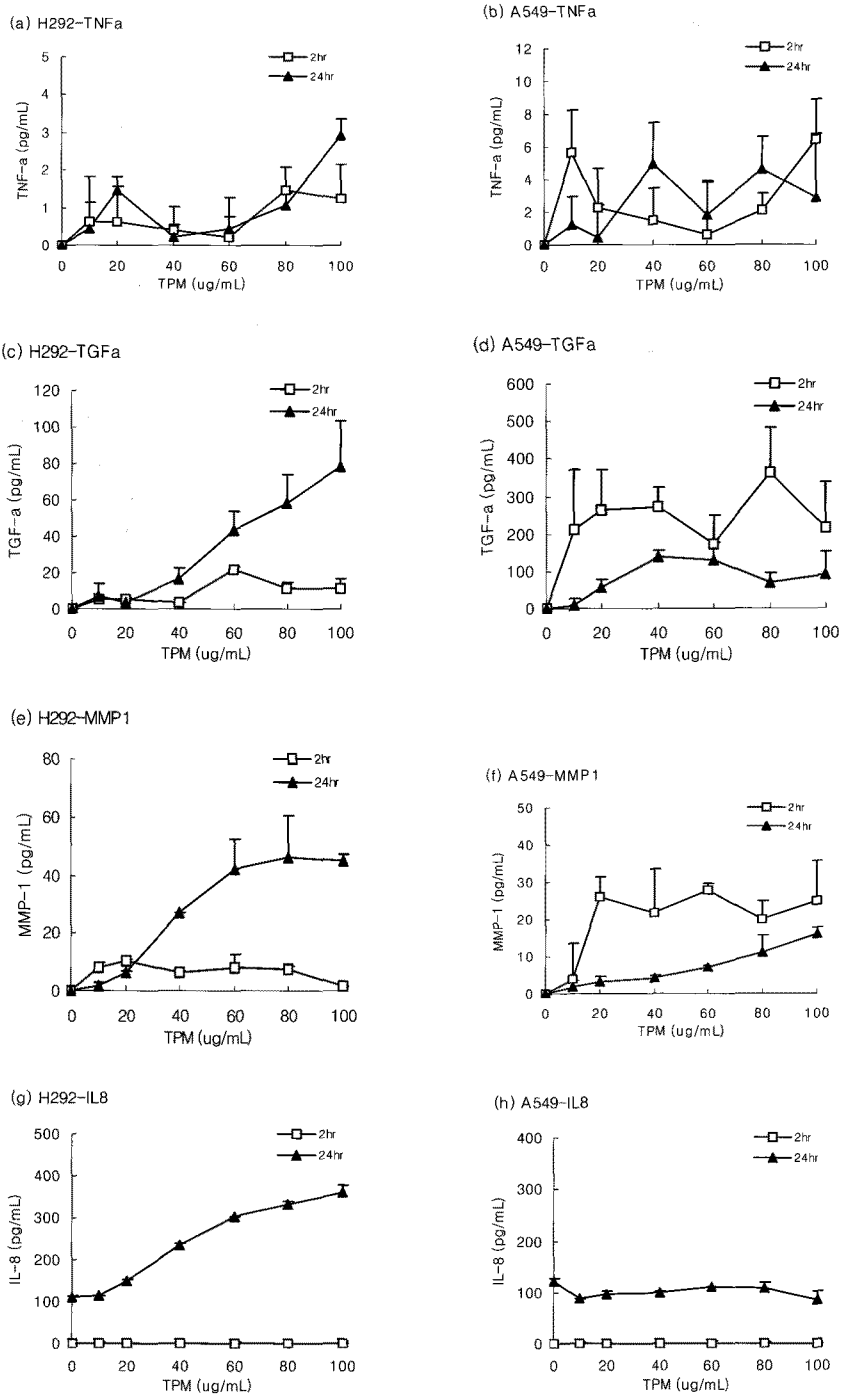 (a) H292-TNFa
5
4
3
2
1
0
TNF-a (pg/mL)
2hr
24hr
0 20 40 60 80 100
TPM (ug/mL)
(b) A549-TNFa
12
10
8
6
4
2
0
TNF-a (pg/mL)
2hr
24hr
0 20 40 60 80 100
TPM (ug/mL)
(c) H292-TGFa
120
100
80
60
40
20
0
TGF-a (pg/mL)
2hr
24hr
0 20 40 60 80 100
TPM (ug/mL)
(d) A549-TGFa
600
500
400
300
200
100
0
TGF-a (pg/mL)
2hr
24hr
0 20 40 60 80 100
TPM (ug/mL)
(e) H292-MMP1
80
60
40
20
0
MMP-1 (pg/mL)
2hr
24hr
0 20 40 60 80 100
TPM (ug/mL)
(f) A549-MMP1
50
40
30
20
10
0
MMP-1 (pg/mL)
2hr
24hr
0 20 40 60 80 100
TPM (ug/mL)
(g) H292-IL8
500
400
300
200
100
0
IL-8 (pg/mL)
2hr
24hr
0 20 40 60 80 100
TPM (ug/mL)
(h) A549-IL8
400
300
200
100
0
IL-8 (pg/mL)
2hr
24hr
0 20 40 60 80 100
TPM (ug/mL)